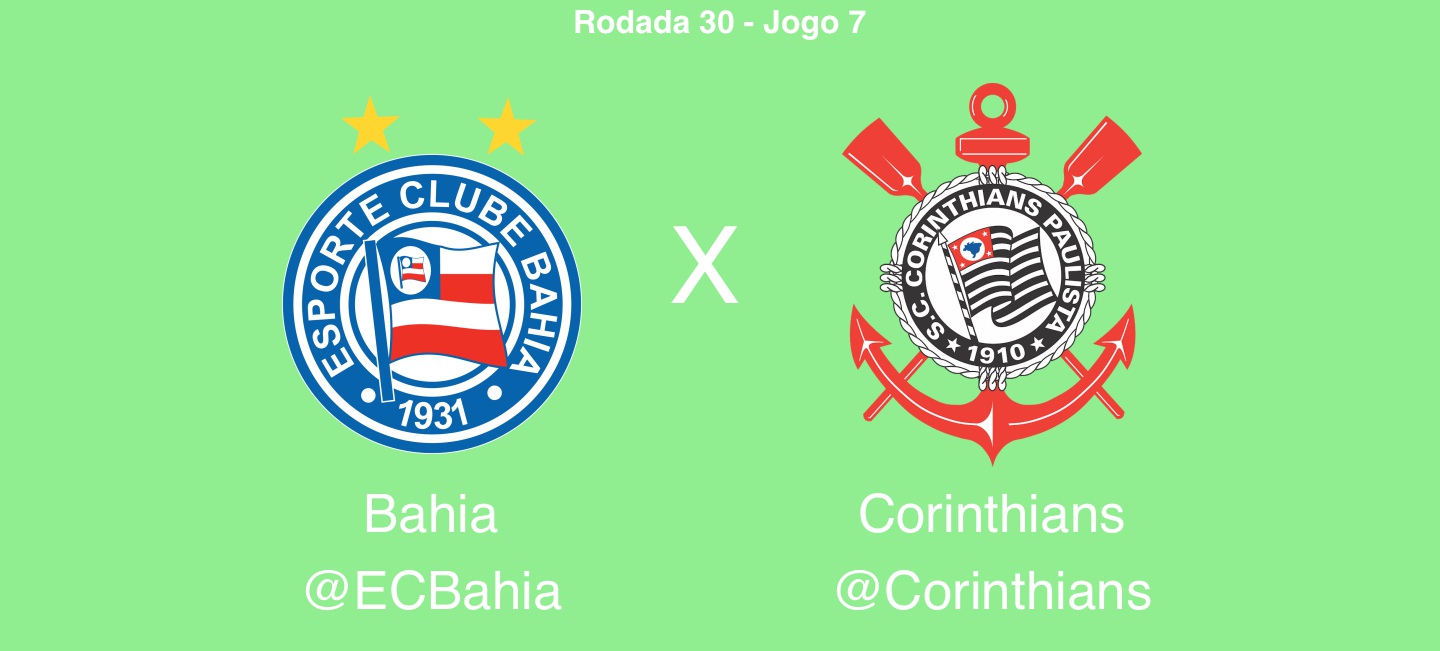 Rodada 30 - Jogo 7
ESPORTE CLUBE BAHIA
1931
X
S.C. CORINTHIANS PAULISTA
1910
Bahia
Corinthians
@ECBahia
@Corinthians